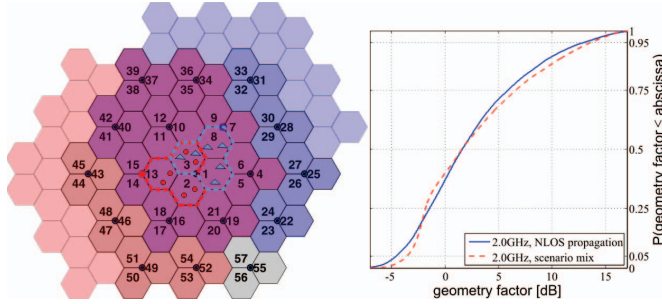 39 37 36 34 33 31
38 35 32
42 40 12 10 9 7 30 28
41 11 8 29
45 43 15 13 3 1 6 4 27 25
44 14 2 5 26
48 46 18 16 21 19 24 22
47 17 20 23
51 49 54 52 57 55
50 53 56
0.95
0.75
0.5
0.25
0.05
0
P(geometry factor < abscissa)
-5 0 5 10 15
geometry factor [dB]
2.0GHz, NLOS propagation
2.0GHz, scenario mix